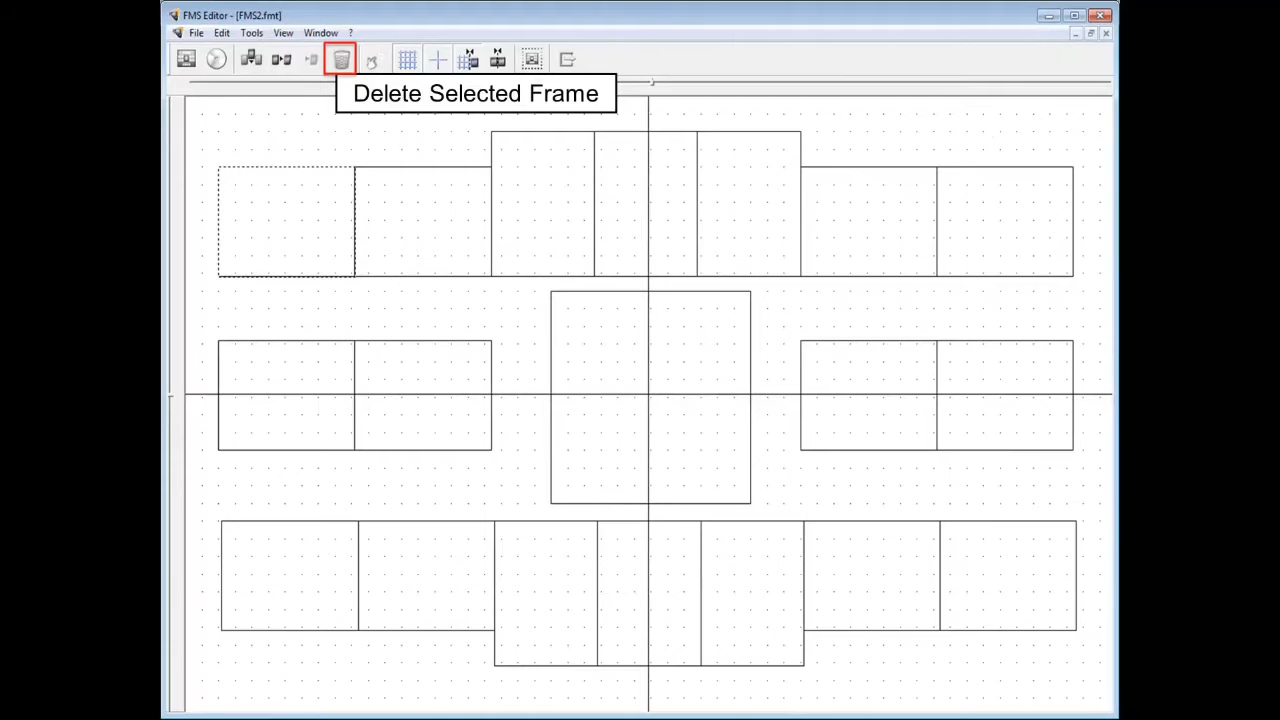 FMS Editor - [FMS2.fmt]
File Edit Tools View Window ?
Delete Selected Frame